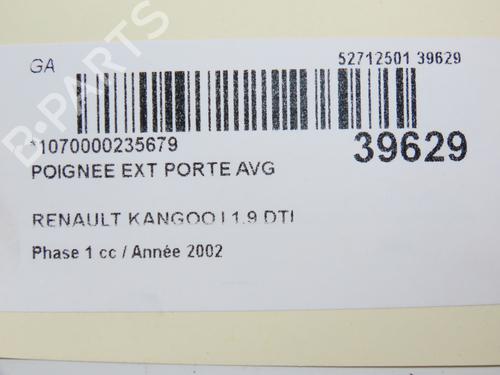 GA
52712501 39629
*1070000235679
39629
POIGNEE EXT PORTE AVG
RENAULT KANGOO I 1.9 DTI
Phase 1 cc / Année 2002
B-PARTS